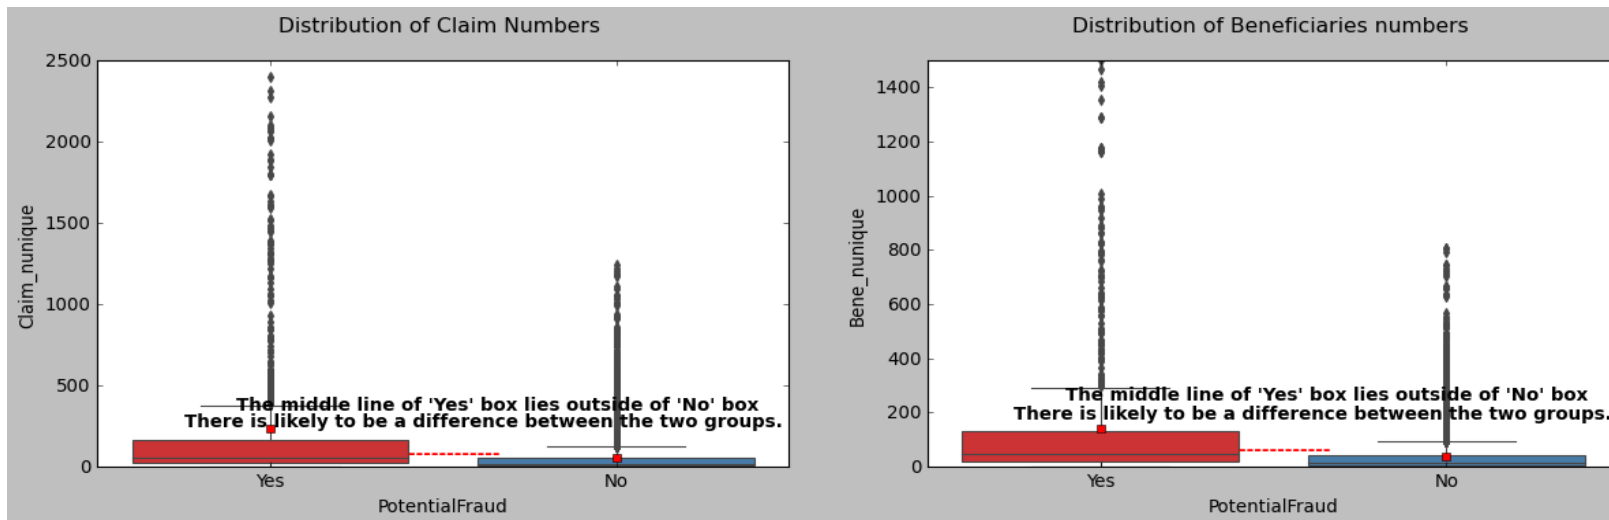 Distribution of Claim Numbers
2500
2000
1500
1000
500
0
Claim_nunique
The middle line of 'Yes' box lies outside of 'No' box
There is likely to be a difference between the two groups.
Yes
No
PotentialFraud
Distribution of Beneficiaries numbers
1400
1200
1000
800
600
400
200
0
Bene_nunique
The middle line of 'Yes' box lies outside of 'No' box
There is likely to be a difference between the two groups.
Yes
No
PotentialFraud